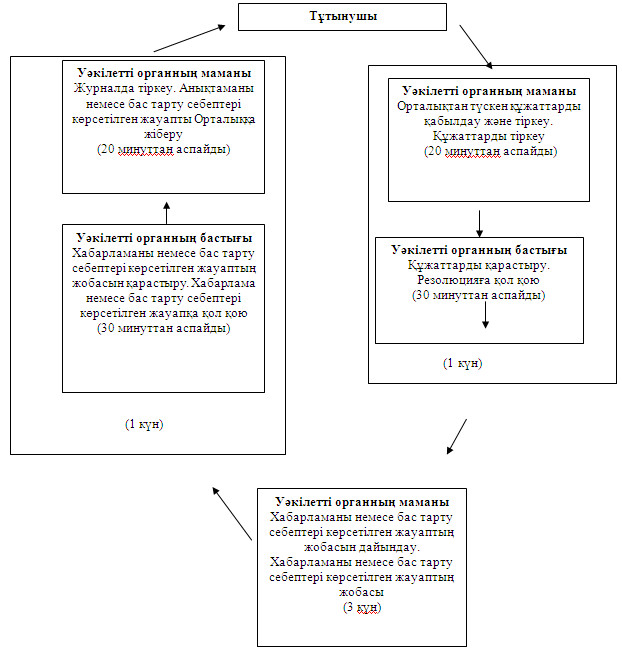 Тұтынушы
Уәкілетті органның маманы
Журналда тіркеу. Анықтаманы
немесе бас тарту себептері
көрсетілген жауапты Орталыққа
жіберу
(20 минуттан аспайды)
Уәкілетті органның бастығы
Хабарламаны немесе бас тарту
себептері көрсетілген жауаптың
жобасын қарастыру. Хабарлама
немесе бас тарту себептері
көрсетілген жауапқа қол қою
(30 минуттан аспайды)
(1 күн)
Уәкілетті органның маманы
Орталықтан түскен құжаттарды
қабылдау және тіркеу.
Құжаттарды тіркеу
(20 минуттан аспайды)
Уәкілетті органның бастығы
Құжаттарды қарастыру.
Резолюцияға қол қою
(30 минуттан аспайды)
(1 күн)
Уәкілетті органның маманы
Хабарламаны немесе бас тарту
себептері көрсетілген жауаптың
жобасын дайындау.
Хабарламаны немесе бас тарту
себептері көрсетілген жауаптың
жобасы
(3 күн)